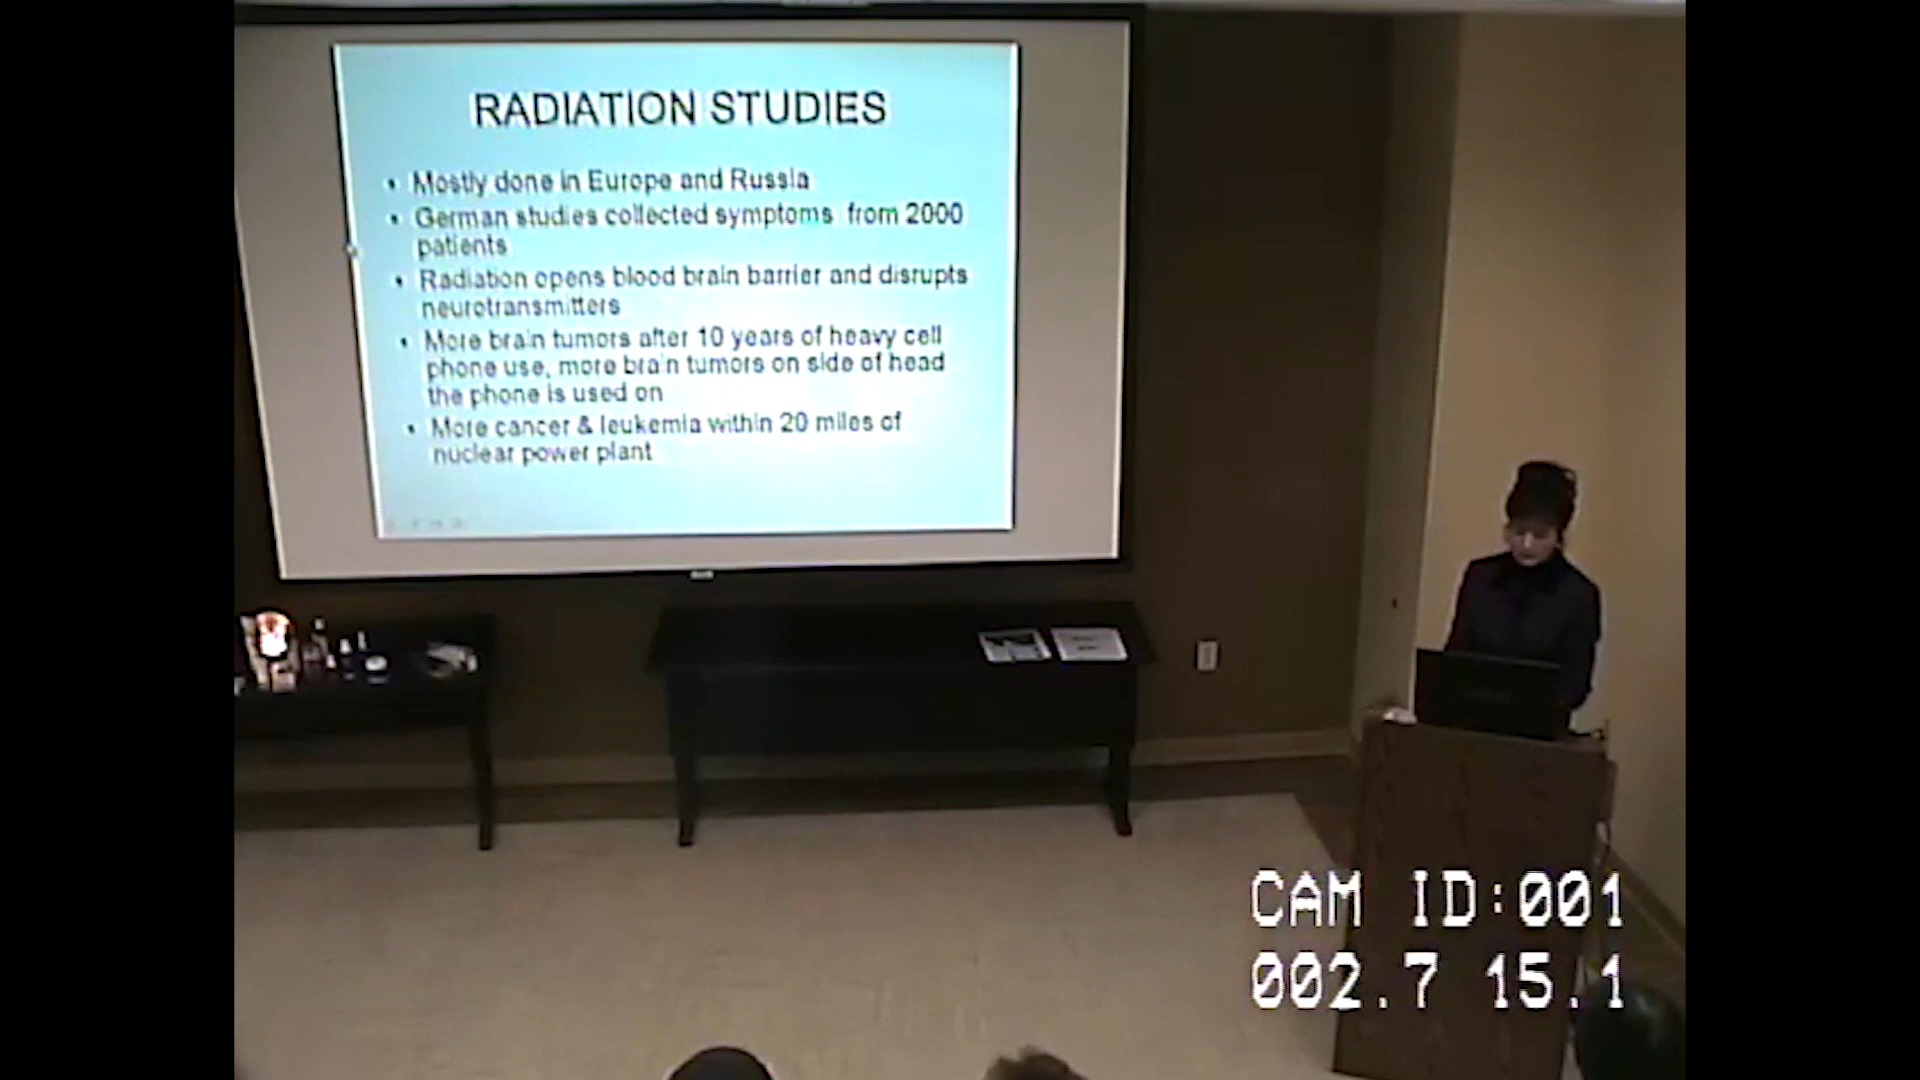 RADIATION STUDIES
• Mostly done in Europe and Russia
• German studies collected symptoms from 2000
patients
• Radiation opens blood brain barrier and disrupts
neurotransmitters
• More brain tumors after 10 years of heavy cell
phone use, more brain tumors on side of head
the phone is used on
• More cancer & leukemia within 20 miles of
nuclear power plant
CAM ID:001
002.7 15.1